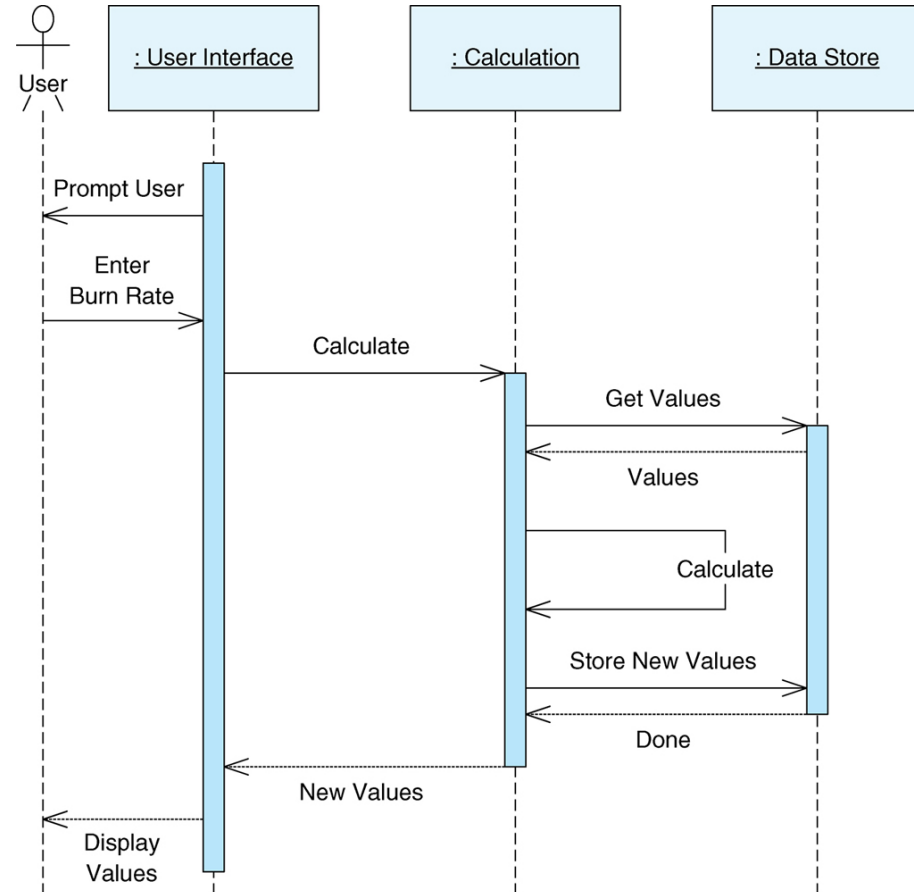 User
: User Interface
: Calculation
: Data Store
Prompt User
Enter
Burn Rate
Calculate
Get Values
Values
Calculate
Store New Values
Done
New Values
Display
Values